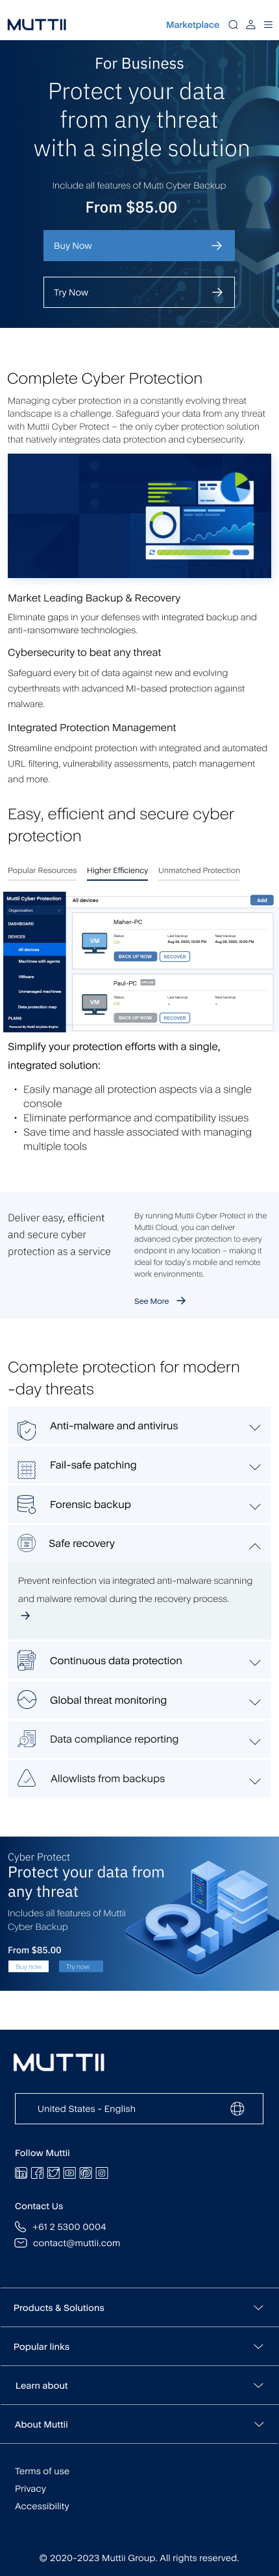 MUTTII
Marketplace
For Business
Protect your data
from any threat
with a single solution
Include all features of Mutti Cyber Backup
From $85.00
Buy Now
Try Now
Complete Cyber Protection
Managing cyber protection in a constantly evolving threat
landscape is a challenge. Safeguard your data from any threat
with Muttii Cyber Protect – the only cyber protection solution
that natively integrates data protection and cybersecurity.
Market Leading Backup & Recovery
Eliminate gaps in your defenses with integrated backup and
anti-ransomware technologies.
Cybersecurity to beat any threat
Safeguard every bit of data against new and evolving
cyberthreats with advanced MI-based protection against
malware.
Integrated Protection Management
Streamline endpoint protection with integrated and automated
URL filtering, vulnerability assessments, patch management
and more.
Easy, efficient and secure cyber
protection
Popular Resources
Higher Efficiency
Unmatched Protection
Muttii Cyber Protection
Organisation
DASHBOARD
DEVICES
All devices
Machines with agents
VMware
Unmanaged machines
Data protection map
PLANS
All devices
Add
VM
Maher-PC
Status
OK
Last backup
Aug 28, 2020, 10:00 PM
Next backup
Aug 28, 2020, 10:00 PM
BACK UP NOW
RECOVER
VM
Paul-PC
Status
OK
Last backup
Next backup
BACK UP NOW
RECOVER
Simplify your protection efforts with a single,
integrated solution:
• Easily manage all protection aspects via a single
console
• Eliminate performance and compatibility issues
• Save time and hassle associated with managing
multiple tools
Deliver easy, efficient
and secure cyber
protection as a service
By running Muttii Cyber Protect in the
Muttii Cloud, you can deliver
advanced cyber protection to every
endpoint in any location – making it
ideal for today's mobile and remote
work environments.
See More
Complete protection for modern
-day threats
Anti-malware and antivirus
Fail-safe patching
Forensic backup
Safe recovery
Prevent reinfection via integrated anti-malware scanning
and malware removal during the recovery process.
Continuous data protection
Global threat monitoring
Data compliance reporting
Allowlists from backups
Cyber Protect
Protect your data from
any threat
Includes all features of Muttii
Cyber Backup
From $85.00
Buy now
Try now
MUTTII
United States - English
Follow Muttii
Contact Us
+61 2 5300 0004
contact@muttii.com
Products & Solutions
Popular links
Learn about
About Muttii
Terms of use
Privacy
Accessibility
© 2020-2023 Muttii Group. All rights reserved.